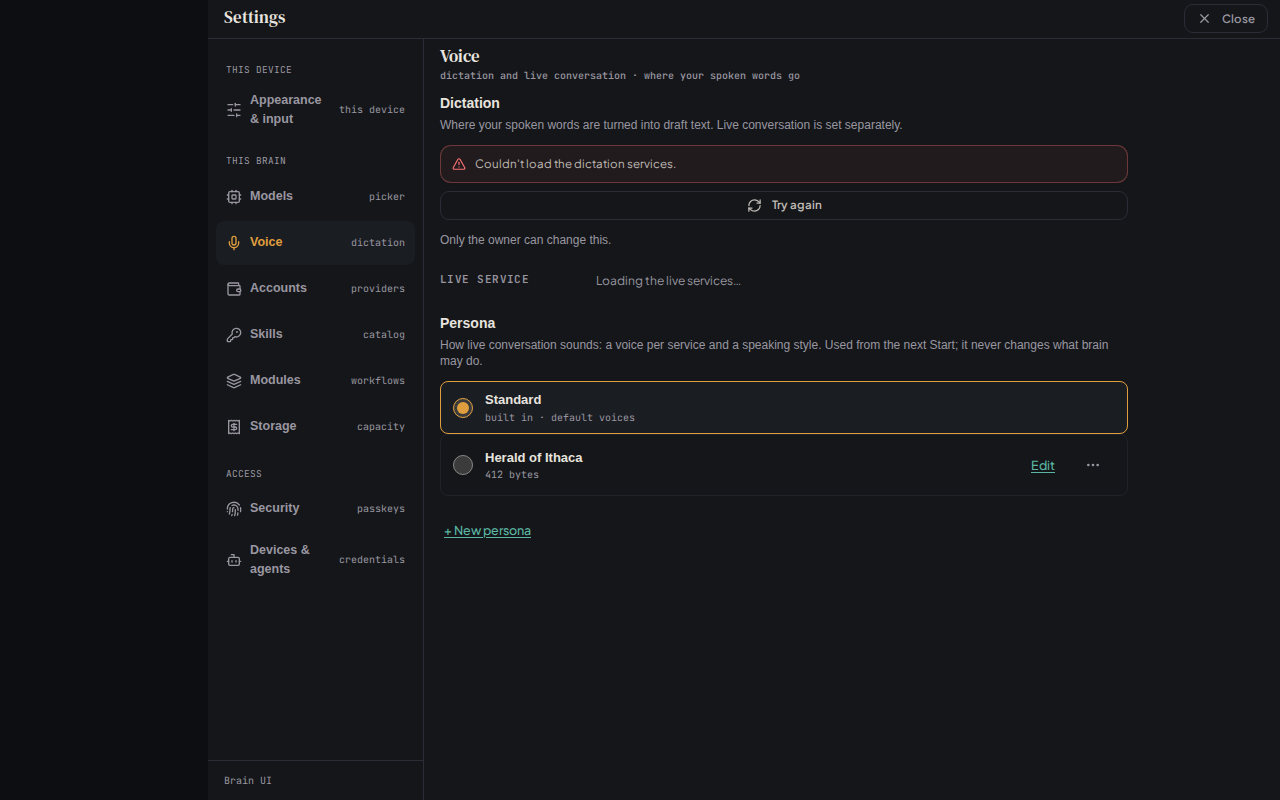 Settings
Close
THIS DEVICE
Appearance & input
this device
THIS BRAIN
Models
picker
Voice
dictation
Accounts
providers
Skills
catalog
Modules
workflows
Storage
capacity
ACCESS
Security
passkeys
Devices & agents
credentials
Brain UI
Voice
dictation and live conversation · where your spoken words go
Dictation
Where your spoken words are turned into draft text. Live conversation is set separately.
Couldn't load the dictation services.
Try again
Only the owner can change this.
LIVE SERVICE
Loading the live services…
Persona
How live conversation sounds: a voice per service and a speaking style. Used from the next Start; it never changes what brain
may do.
Standard
built in · default voices
Herald of Ithaca
412 bytes
Edit
···
+ New persona